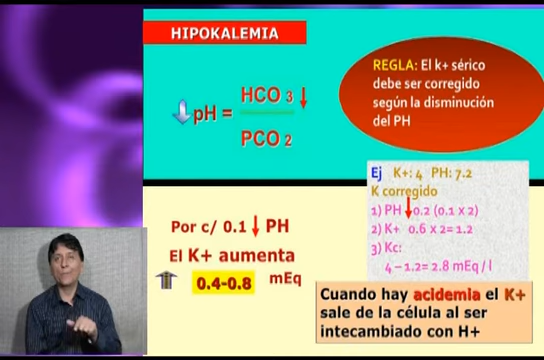 HIPOKALEMIA
REGLA: El k+ sérico
debe ser corregido
según la disminución
del PH
pH = HCO 3
PCO 2
Ej K+: 4 PH: 7.2
K corregido
1) PH 0.2 (0.1 x 2)
2) K+ 0.6 x 2= 1.2
3) Kc:
4 – 1.2= 2.8 mEq / l
Por c/ 0.1 ↓ PH
El K+ aumenta
0.4-0.8 mEq
Cuando hay acidemia el K+
sale de la célula al ser
intecambiado con H+